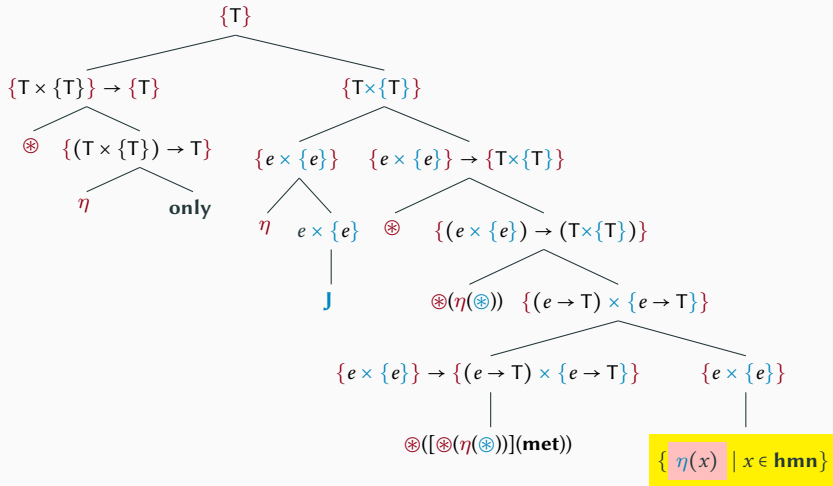 {T}
{T × {T}} → {T} {T×{T}}
⊛ {(T × {T}) → T} {e × {e}} {e × {e}} → {T×{T}}
η only η e × {e} ⊛ {(e × {e}) → (T×{T})}
J ⊛(η(⊛)) {(e → T) × {e → T}}
{e × {e}} → {(e → T) × {e → T}} {e × {e}}
⊛([⊛(η(⊛))](met)) { η(x) | x ∈ hmn}